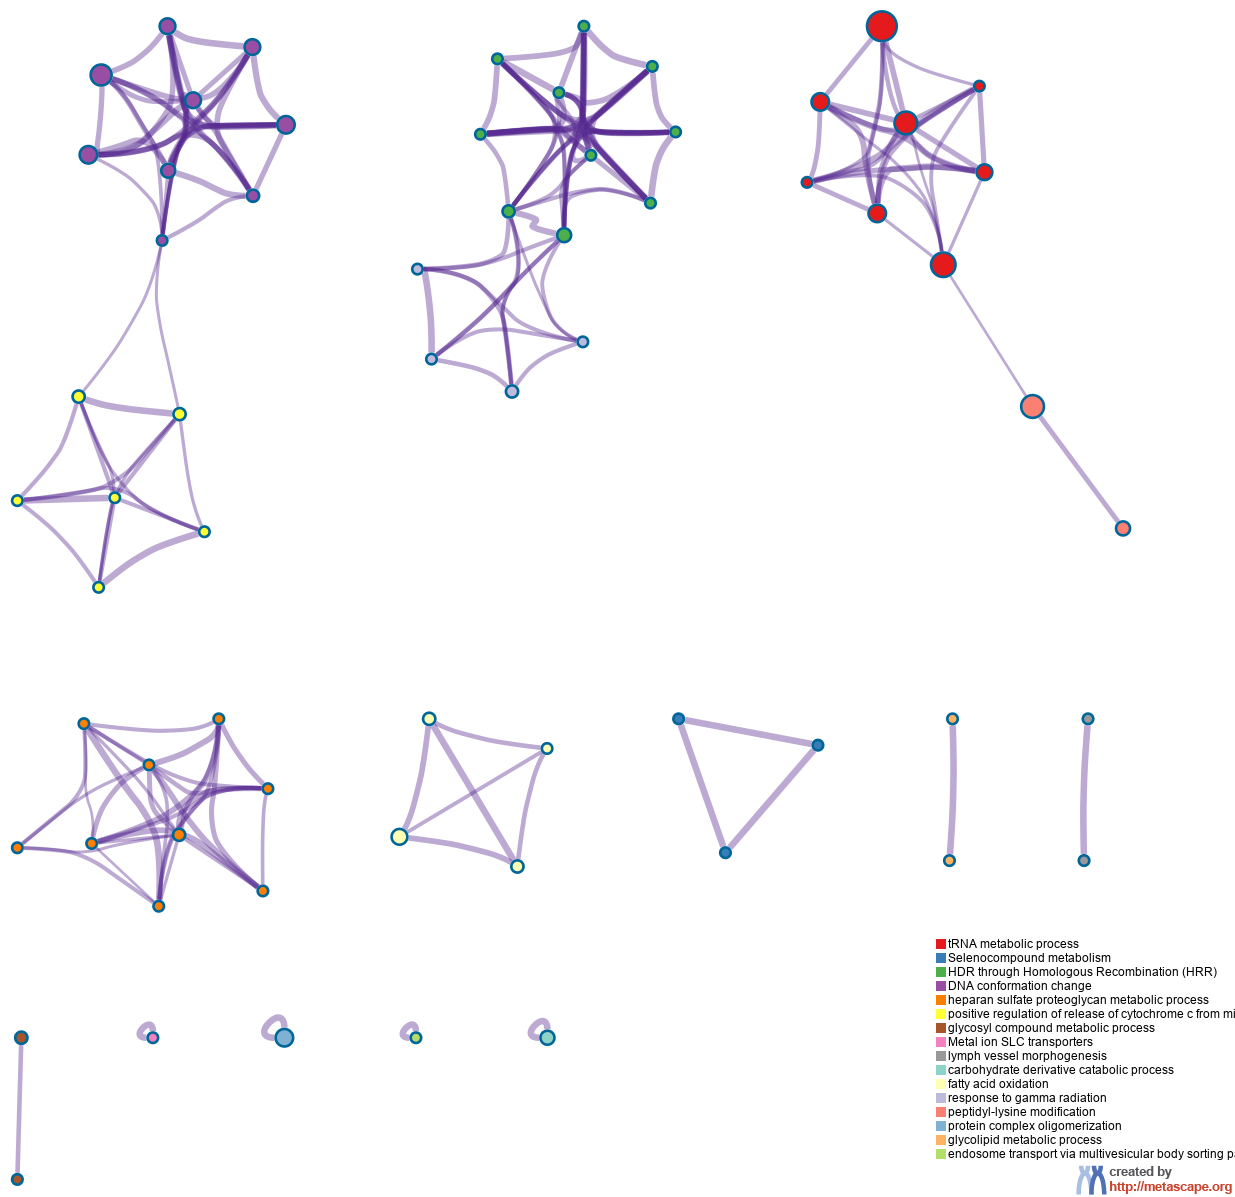 tRNA metabolic process
Selenocompound metabolism
HDR through Homologous Recombination (HRR)
DNA conformation change
heparan sulfate proteoglycan metabolic process
positive regulation of release of cytochrome c from mi
glycosyl compound metabolic process
Metal ion SLC transporters
lymph vessel morphogenesis
carbohydrate derivative catabolic process
fatty acid oxidation
response to gamma radiation
peptidyl-lysine modification
protein complex oligomerization
glycolipid metabolic process
endosome transport via multivesicular body sorting pa
created by
http://metascape.org